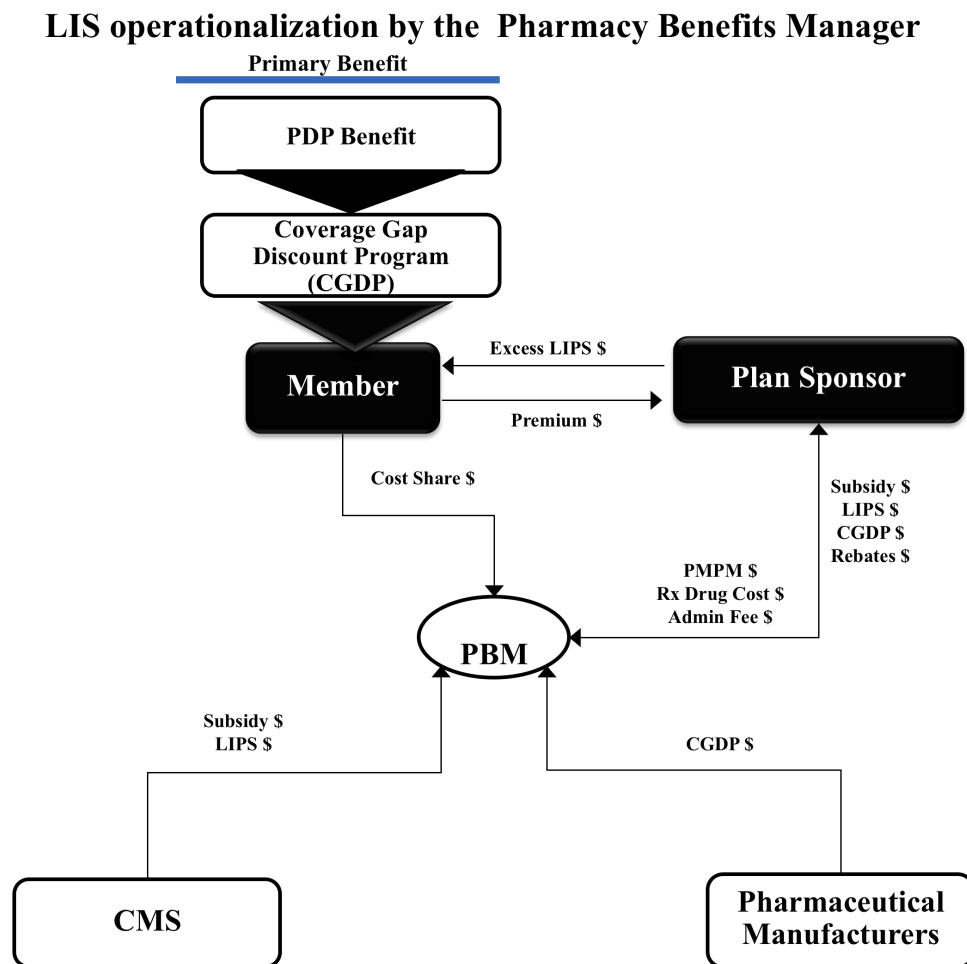 LIS operationalization by the Pharmacy Benefits Manager
Primary Benefit
PDP Benefit
Coverage Gap
Discount Program
(CGDP)
Member
Excess LIPS $
Premium $
Plan Sponsor
Cost Share $
Subsidy $
LIPS $
CGDP $
Rebates $
PMPM $
Rx Drug Cost $
Admin Fee $
PBM
Subsidy $
LIPS $
CGDP $
CMS
Pharmaceutical
Manufacturers